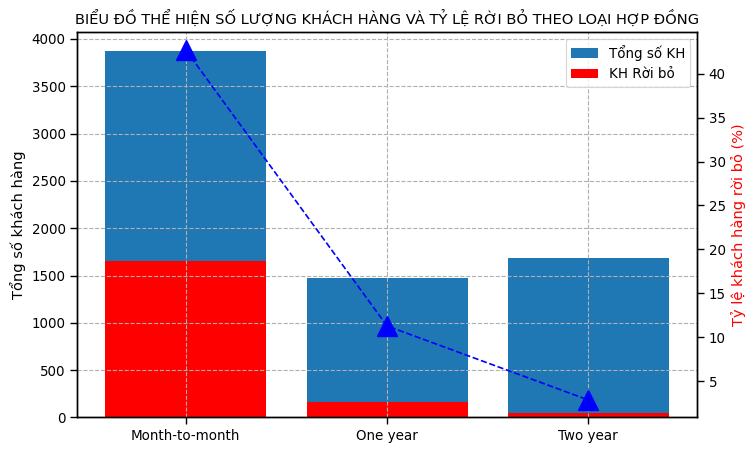 BIỂU ĐỒ THỂ HIỆN SỐ LƯỢNG KHÁCH HÀNG VÀ TỶ LỆ RỜI BỎ THEO LOẠI HỢP ĐỒNG
Tổng số KH
KH Rời bỏ
Tổng số khách hàng
4000
3500
3000
2500
2000
1500
1000
500
0
40
35
30
25
20
15
10
5
Tỷ lệ khách hàng rời bỏ (%)
Month-to-month
One year
Two year